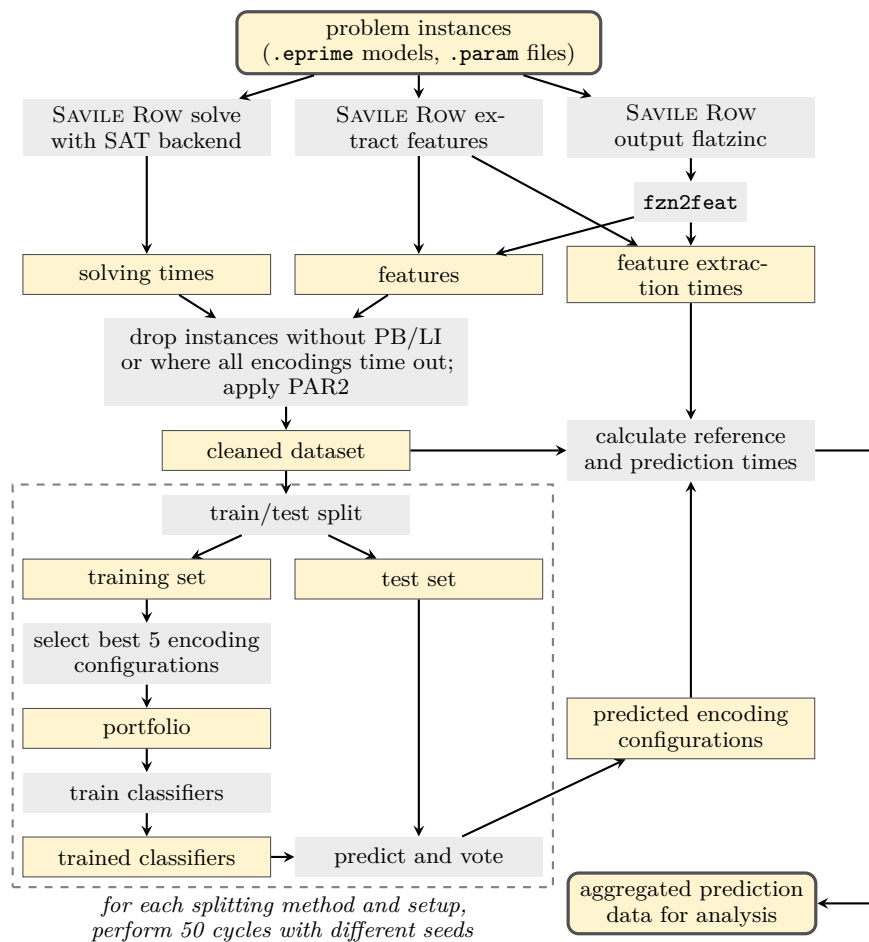 problem instances
(.eprime models, .param files)
SAVILE ROW solve
with SAT backend
SAVILE ROW ex-
tract features
SAVILE ROW
output flatzinc
fzn2feat
solving times
features
feature extrac-
tion times
drop instances without PB/LI
or where all encodings time out;
apply PAR2
cleaned dataset
calculate reference
and prediction times
train/test split
training set
test set
select best 5 encoding
configurations
portfolio
predicted encoding
configurations
train classifiers
trained classifiers
predict and vote
aggregated prediction
data for analysis
for each splitting method and setup,
perform 50 cycles with different seeds